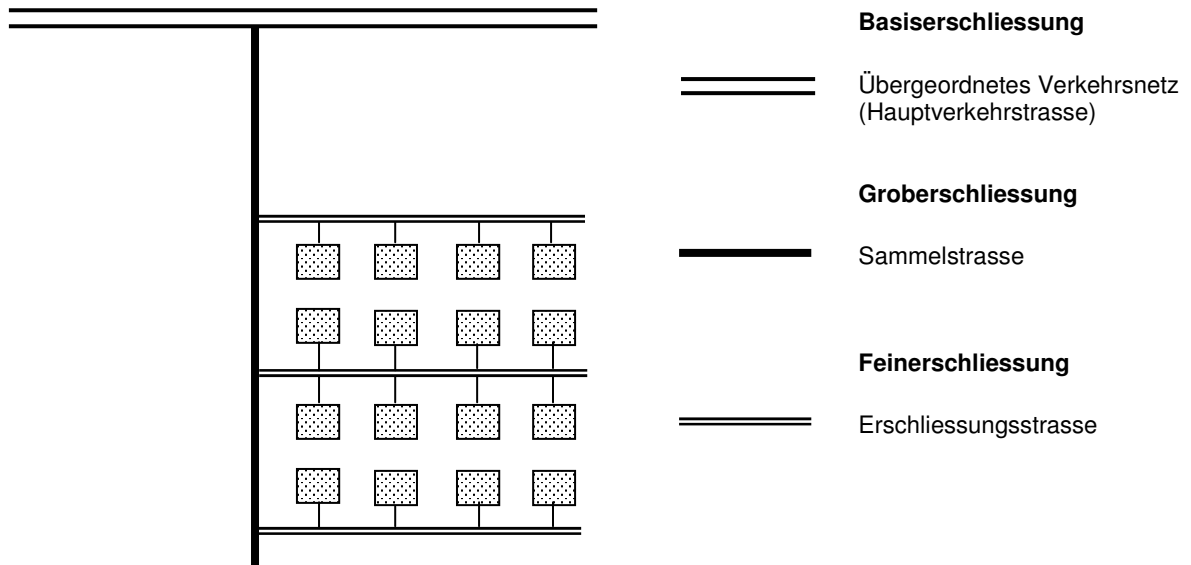 Basiserschliessung
Übergeordnetes Verkehrsnetz
(Hauptverkehrstrasse)
Groberschliessung
Sammelstrasse
Feinerschliessung
Erschliessungsstrasse